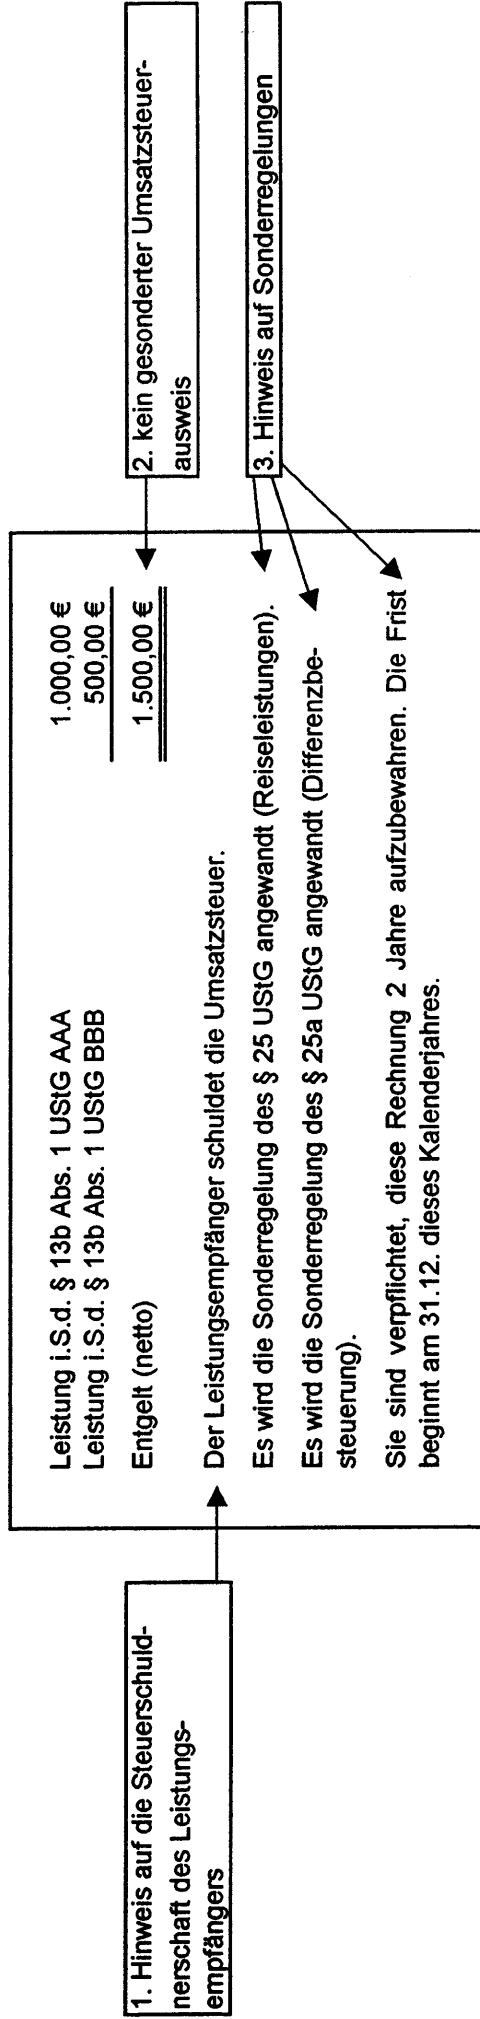 1. Hinweis auf die Steuerschuld-
nerschaft des Leistungs-
empfängers
Leistung i.S.d. § 13b Abs. 1 UStG AAA 1.000,00 €
Leistung i.S.d. § 13b Abs. 1 UStG BBB 500,00 €
Entgelt (netto) 1.500,00 €
Der Leistungsempfänger schuldet die Umsatzsteuer.
Es wird die Sonderregelung des § 25 UStG angewandt (Reiseleistungen).
Es wird die Sonderregelung des § 25a UStG angewandt (Differenzbe-
steuerung).
Sie sind verpflichtet, diese Rechnung 2 Jahre aufzubewahren. Die Frist
beginnt am 31.12. dieses Kalenderjahres.
2. kein gesonderter Umsatzsteuer-
ausweis
3. Hinweis auf Sonderregelungen